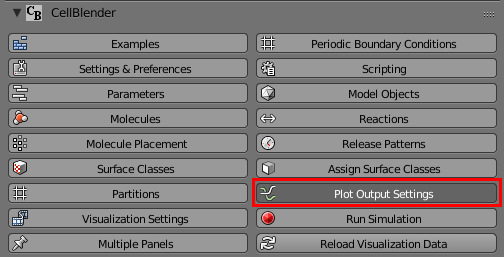 CB CellBlender
Examples Periodic Boundary Conditions
Settings & Preferences Scripting
Parameters Model Objects
Molecules Reactions
Molecule Placement Release Patterns
Surface Classes Assign Surface Classes
Partitions Plot Output Settings
Visualization Settings Run Simulation
Multiple Panels Reload Visualization Data